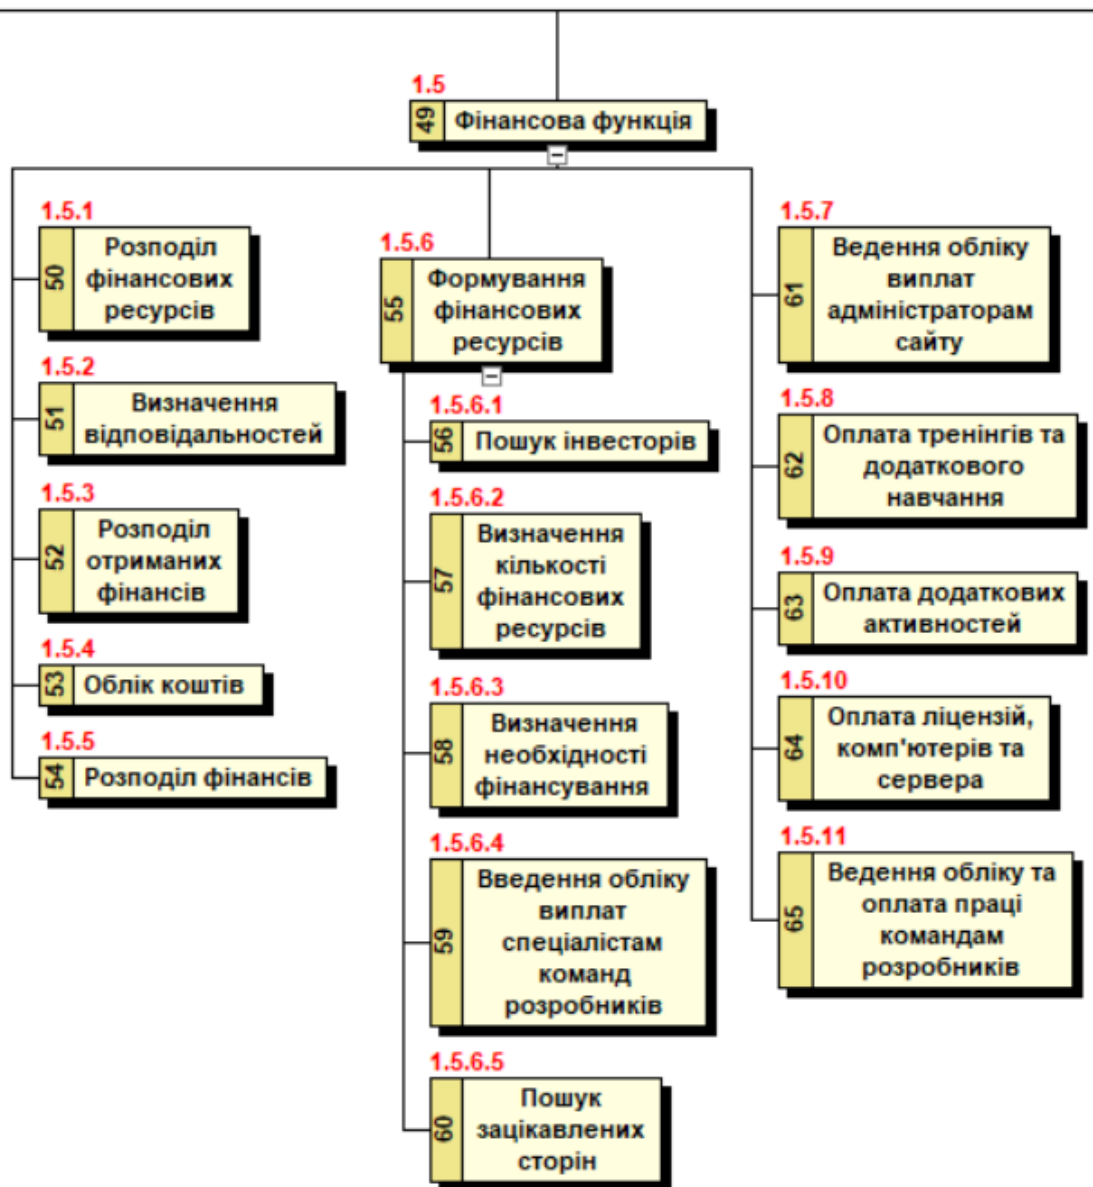 1.5
49
Фінансова функція
1.5.1
50
Розподіл
фінансових
ресурсів
1.5.2
51
Визначення
відповідальностей
1.5.3
52
Розподіл
отриманих
фінансів
1.5.4
53
Облік коштів
1.5.5
54
Розподіл фінансів
1.5.6
55
Формування
фінансових
ресурсів
1.5.6.1
56
Пошук інвесторів
1.5.6.2
57
Визначення
кількості
фінансових
ресурсів
1.5.6.3
58
Визначення
необхідності
фінансування
1.5.6.4
59
Введення обліку
виплат
спеціалістам
команд
розробників
1.5.6.5
60
Пошук
зацікавлених
сторін
1.5.7
61
Ведення обліку
виплат
адміністраторам
сайту
1.5.8
62
Оплата тренінгів та
додаткового
навчання
1.5.9
63
Оплата додаткових
активностей
1.5.10
64
Оплата ліцензій,
комп'ютерів та
сервера
1.5.11
65
Ведення обліку та
оплата праці
командам
розробників